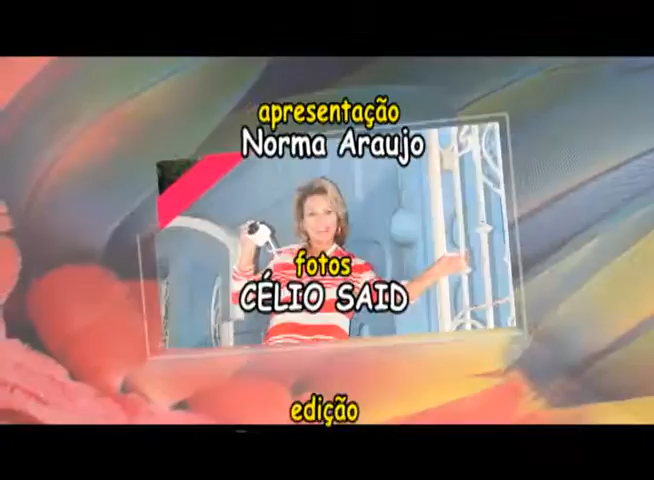 apresentação
Norma Araujo
fotos
CÉLIO SAID
edição